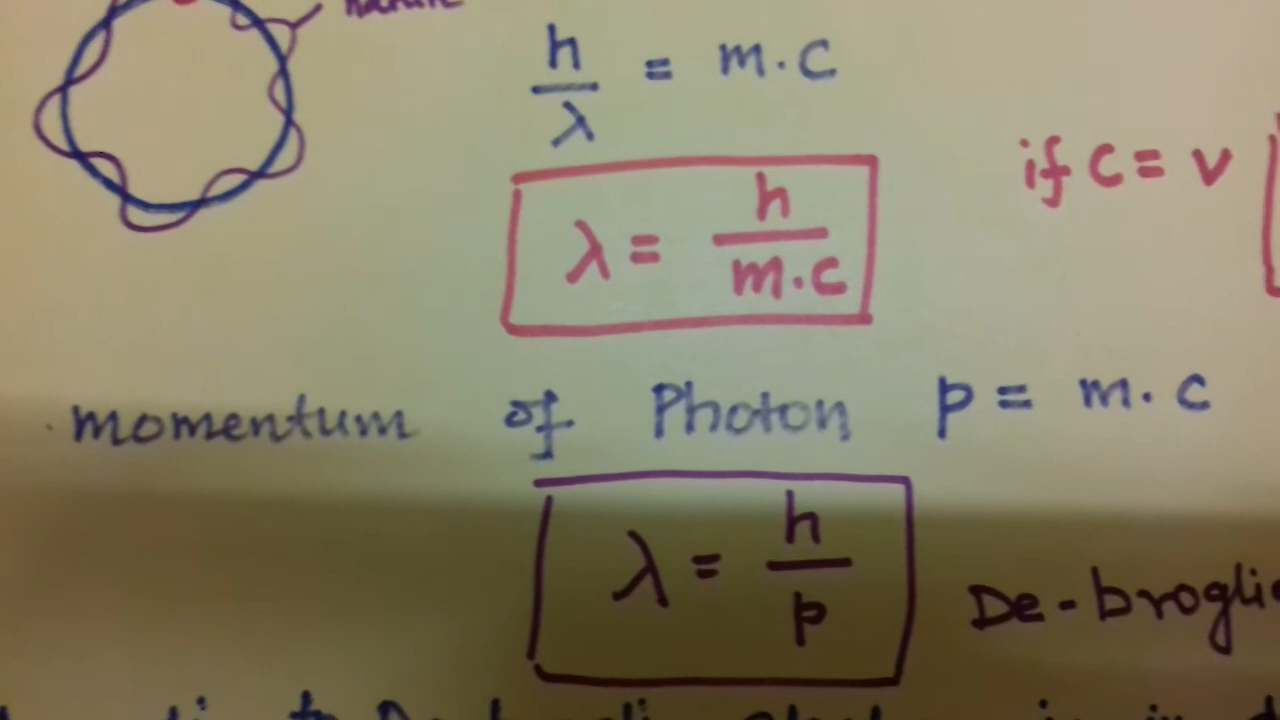 h/λ = m.c
if c = v
λ = h/m.c
momentum of Photon p = m.c
λ = h/p
De-broglie